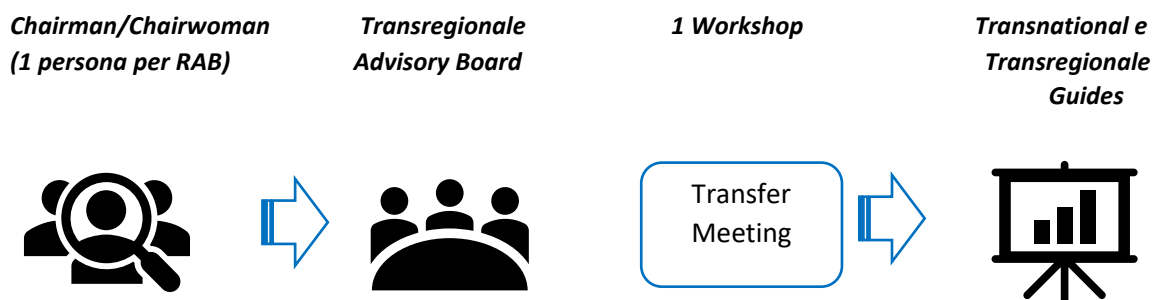 Chairman/Chairwoman
(1 persona per RAB)
Transregionale
Advisory Board
1 Workshop
Transnational e
Transregionale
Guides
Transfer
Meeting